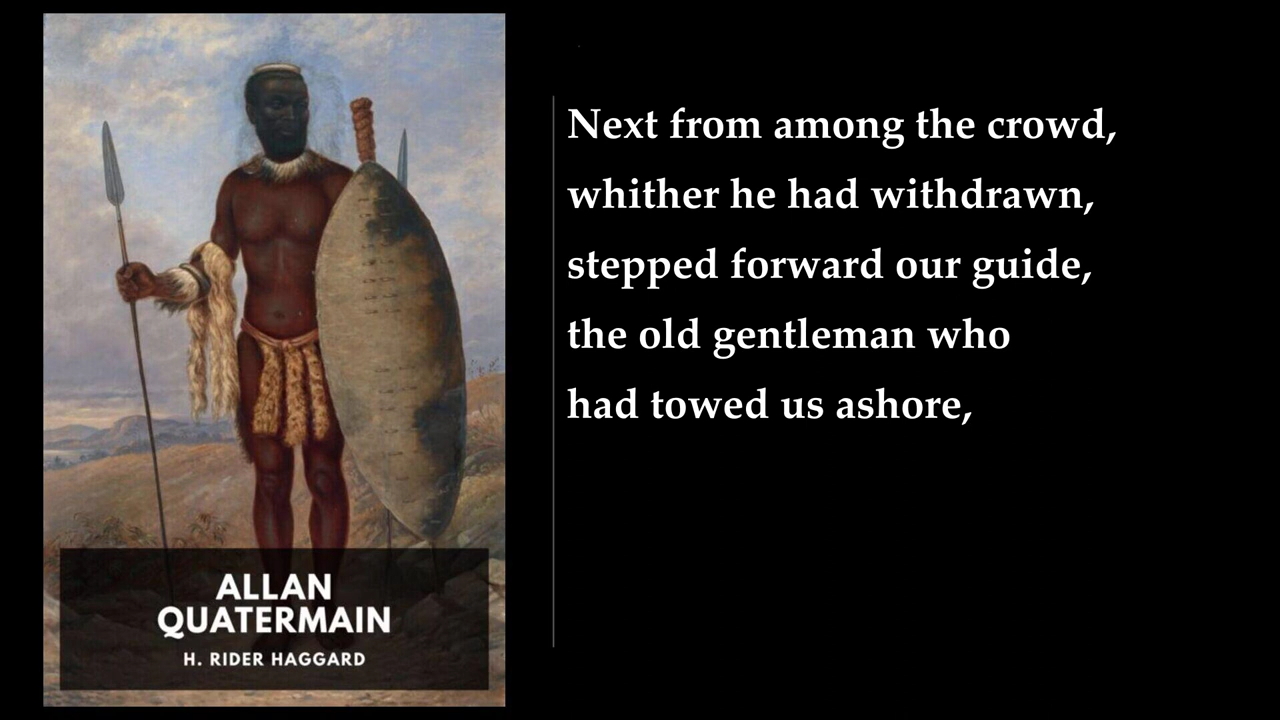 Next from among the crowd,
whither he had withdrawn,
stepped forward our guide,
the old gentleman who
had towed us ashore,
ALLAN
QUATERMAIN
H. RIDER HAGGARD